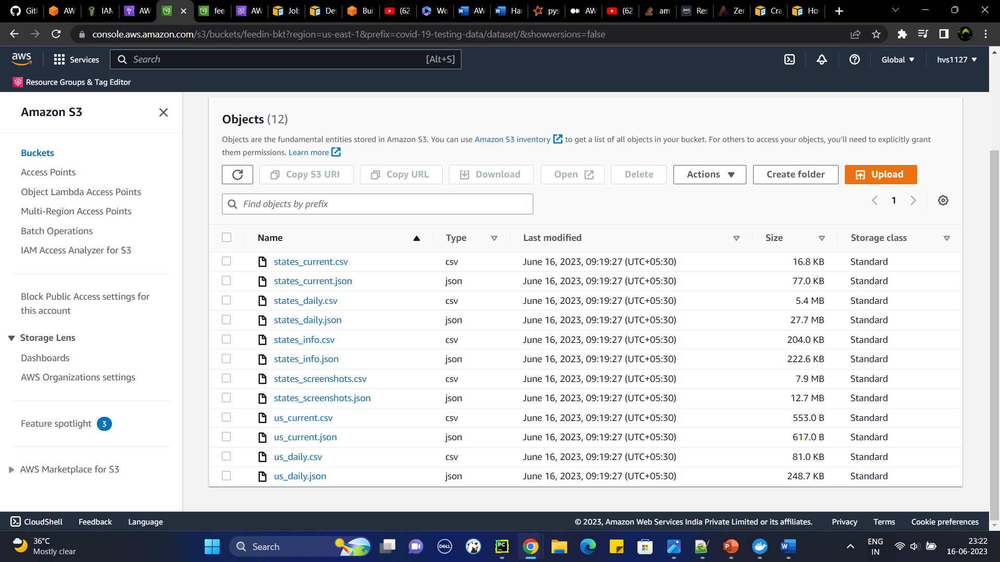 Git AW IAM AW fee AW Job De Bui (62 Wo AW Har pys AW (62 am Res Zer Cra Ho
console.aws.amazon.com/s3/buckets/feedin-bkt?region=us-east-1&prefix=covid-19-testing-data/dataset/&showversions=false
aws Services Search [Alt+S] Global hvs1127
Resource Groups & Tag Editor
Amazon S3
Buckets
Access Points
Object Lambda Access Points
Multi-Region Access Points
Batch Operations
IAM Access Analyzer for S3
Block Public Access settings for
this account
Storage Lens
Dashboards
AWS Organizations settings
Feature spotlight 3
AWS Marketplace for S3
Objects (12)
Objects are the fundamental entities stored in Amazon S3. You can use Amazon S3 inventory to get a list of all objects in your bucket. For others to access your objects, you'll need to explicitly grant
them permissions. Learn more
Copy S3 URI Copy URL Download Open Delete Actions Create folder Upload
Find objects by prefix 1
Name Type Last modified Size Storage class
states_current.csv csv June 16, 2023, 09:19:27 (UTC+05:30) 16.8 KB Standard
states_current.json json June 16, 2023, 09:19:27 (UTC+05:30) 77.0 KB Standard
states_daily.csv csv June 16, 2023, 09:19:27 (UTC+05:30) 5.4 MB Standard
states_daily.json json June 16, 2023, 09:19:27 (UTC+05:30) 27.7 MB Standard
states_info.csv csv June 16, 2023, 09:19:27 (UTC+05:30) 204.0 KB Standard
states_info.json json June 16, 2023, 09:19:27 (UTC+05:30) 222.6 KB Standard
states_screenshots.csv csv June 16, 2023, 09:19:27 (UTC+05:30) 7.9 MB Standard
states_screenshots.json json June 16, 2023, 09:19:27 (UTC+05:30) 12.7 MB Standard
us_current.csv csv June 16, 2023, 09:19:27 (UTC+05:30) 553.0 B Standard
us_current.json json June 16, 2023, 09:19:27 (UTC+05:30) 617.0 B Standard
us_daily.csv csv June 16, 2023, 09:19:27 (UTC+05:30) 81.0 KB Standard
us_daily.json json June 16, 2023, 09:19:27 (UTC+05:30) 248.7 KB Standard
CloudShell Feedback Language © 2023, Amazon Web Services India Private Limited or its affiliates. Privacy Terms Cookie preferences
36°C
Mostly clear
Search
DELL
PC
ENG
IN
23:22
16-06-2023